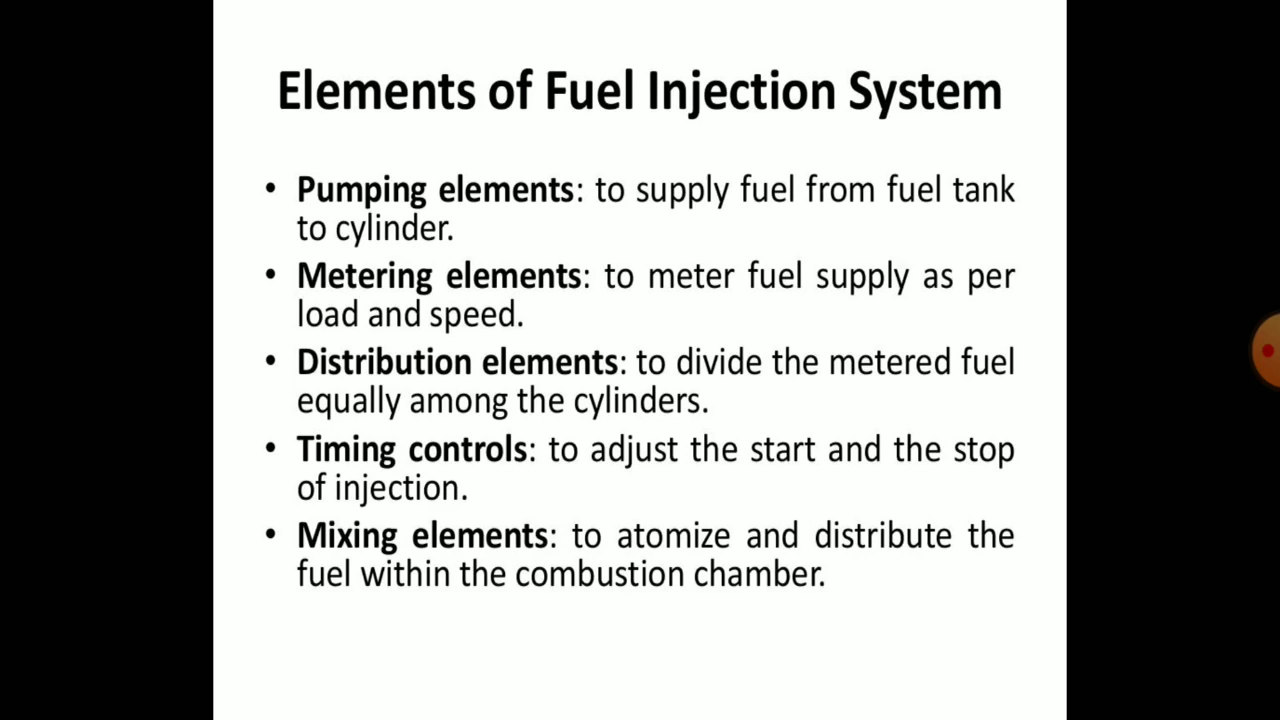 Elements of Fuel Injection System
• Pumping elements: to supply fuel from fuel tank
to cylinder.
• Metering elements: to meter fuel supply as per
load and speed.
• Distribution elements: to divide the metered fuel
equally among the cylinders.
• Timing controls: to adjust the start and the stop
of injection.
• Mixing elements: to atomize and distribute the
fuel within the combustion chamber.